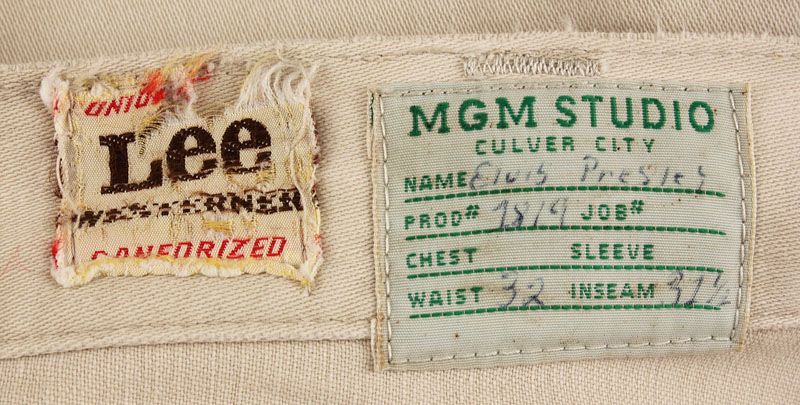 UNION
Lee
WESTERNER
SANFORIZED
MGM STUDIO
CULVER CITY
NAME Elvis Presley
PROD# 1819 JOB#
CHEST SLEEVE
WAIST 32 INSEAM 31½